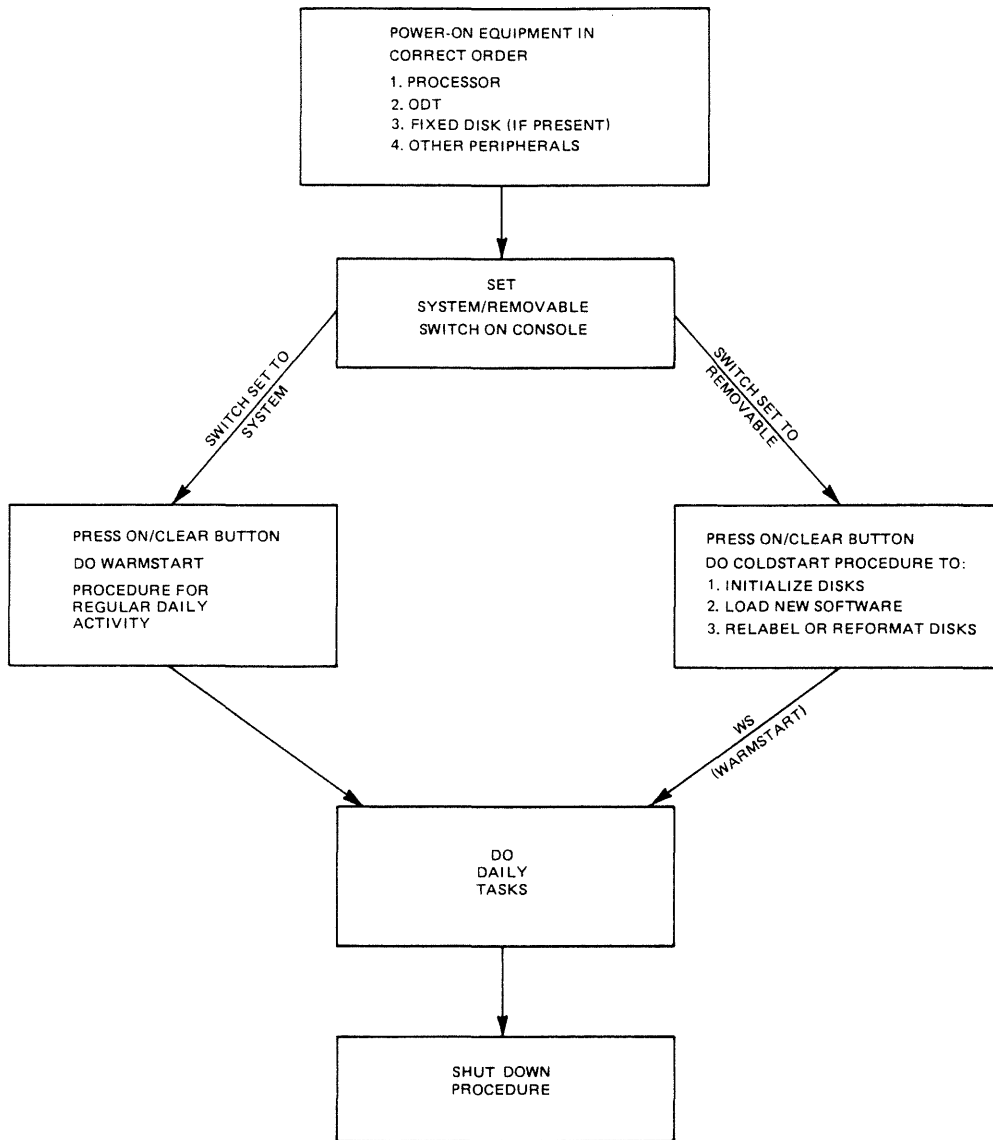 POWER-ON EQUIPMENT IN
CORRECT ORDER
1. PROCESSOR
2. ODT
3. FIXED DISK (IF PRESENT)
4. OTHER PERIPHERALS
SET
SYSTEM/REMOVABLE
SWITCH ON CONSOLE
SWITCH SET TO
SYSTEM
SWITCH SET TO
REMOVABLE
PRESS ON/CLEAR BUTTON
DO WARMSTART
PROCEDURE FOR
REGULAR DAILY
ACTIVITY
PRESS ON/CLEAR BUTTON
DO COLDSTART PROCEDURE TO:
1. INITIALIZE DISKS
2. LOAD NEW SOFTWARE
3. RELABEL OR REFORMAT DISKS
WS
(WARMSTART)
DO
DAILY
TASKS
SHUT DOWN
PROCEDURE